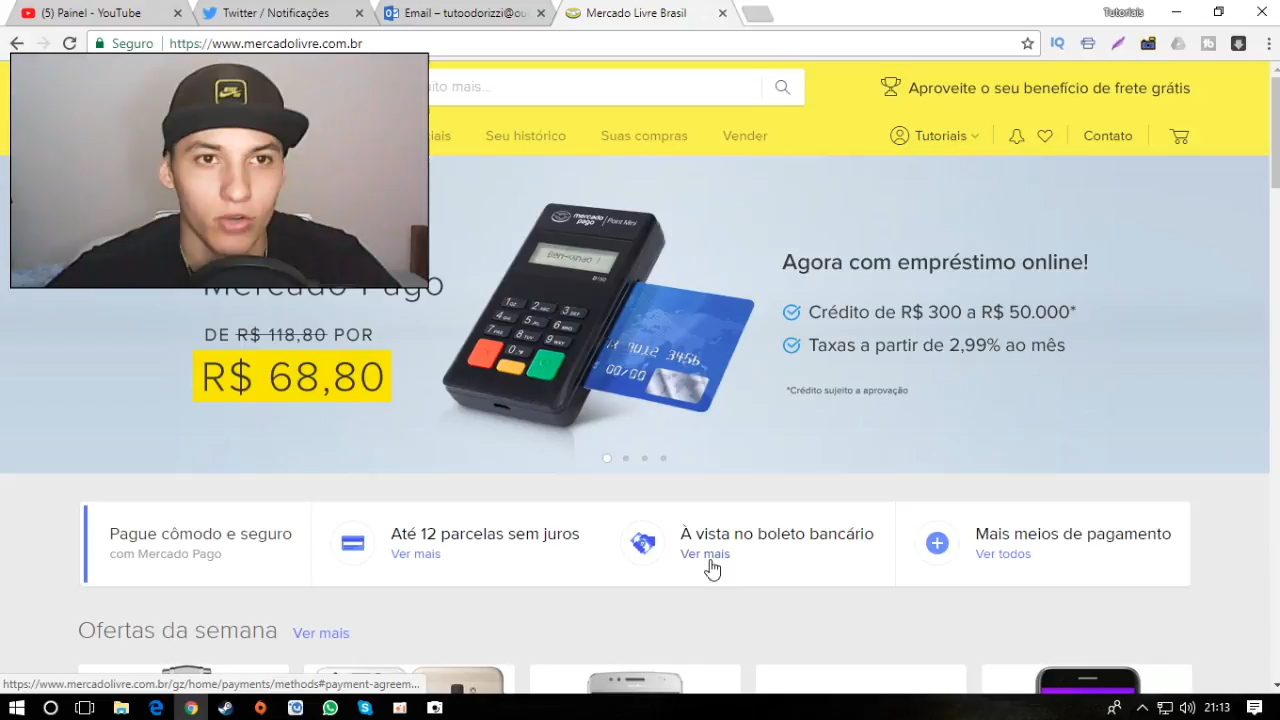 (5) Painel - YouTube
Twitter / Notificações
Email – tutoodorizzi@ou
Mercado Livre Brasil
Tutoriais
Seguro
https://www.mercadolivre.com.br
mais...
Aproveite o seu benefício de frete grátis
Seu histórico
Suas compras
Vender
Tutoriais
Contato
mercado pago
Point Mini
Agora com empréstimo online!
Crédito de R$ 300 a R$ 50.000*
Taxas a partir de 2,99% ao mês
*Crédito sujeito a aprovação
Mercado Pago
DE R$ 118,80 POR
R$ 68,80
Pague cômodo e seguro
com Mercado Pago
Até 12 parcelas sem juros
Ver mais
À vista no boleto bancário
Ver mais
Mais meios de pagamento
Ver todos
Ofertas da semana
Ver mais
https://www.mercadolivre.com.br/gz/home/payments/methods#payment-agreem...
21:13